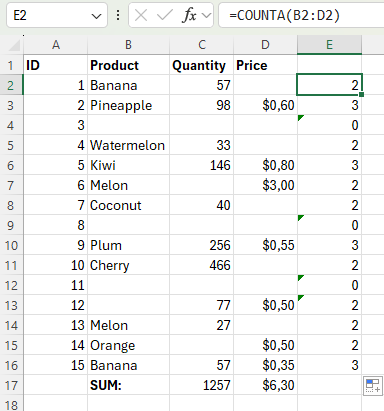 E2 fx =COUNTA(B2:D2)
A B C D E
1 ID Product Quantity Price
2 1 Banana 57 2
3 2 Pineapple 98 $0,60 3
4 3 0
5 4 Watermelon 33 2
6 5 Kiwi 146 $0,80 3
7 6 Melon $3,00 2
8 7 Coconut 40 2
9 8 0
10 9 Plum 256 $0,55 3
11 10 Cherry 466 2
12 11 0
13 12 77 $0,50 2
14 13 Melon 27 2
15 14 Orange $0,50 2
16 15 Banana 57 $0,35 3
17 SUM: 1257 $6,30
18